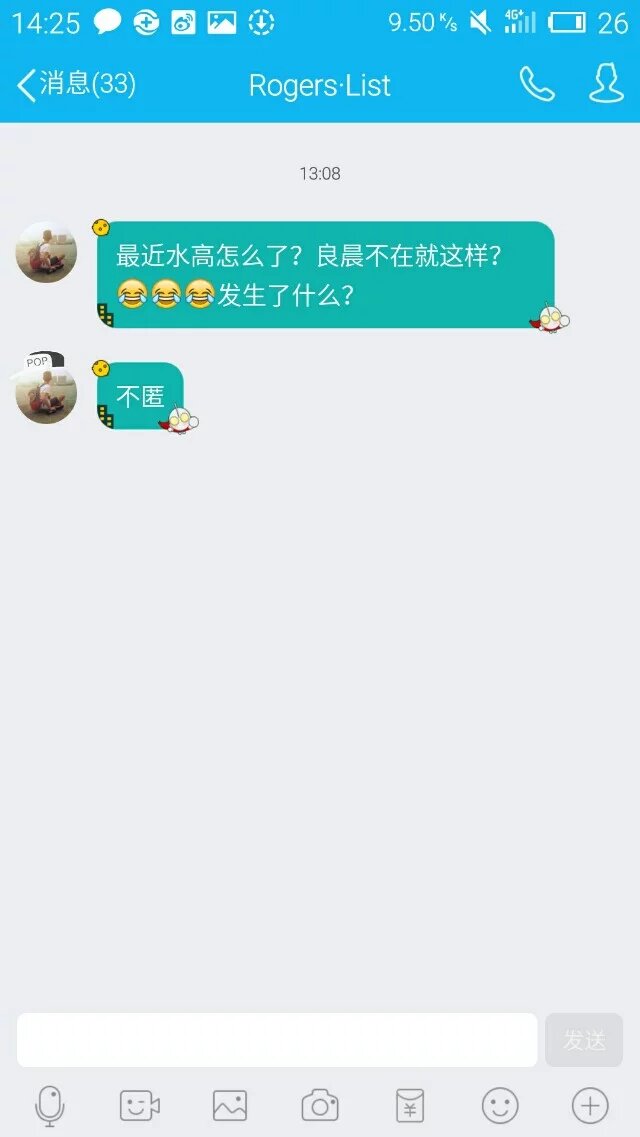 14:25 9.50 K/s 4G+ 26
消息(33) Rogers·List
13:08
最近水高怎么了？良晨不在就这样？
😂😂😂发生了什么？
POP
不匿
发送